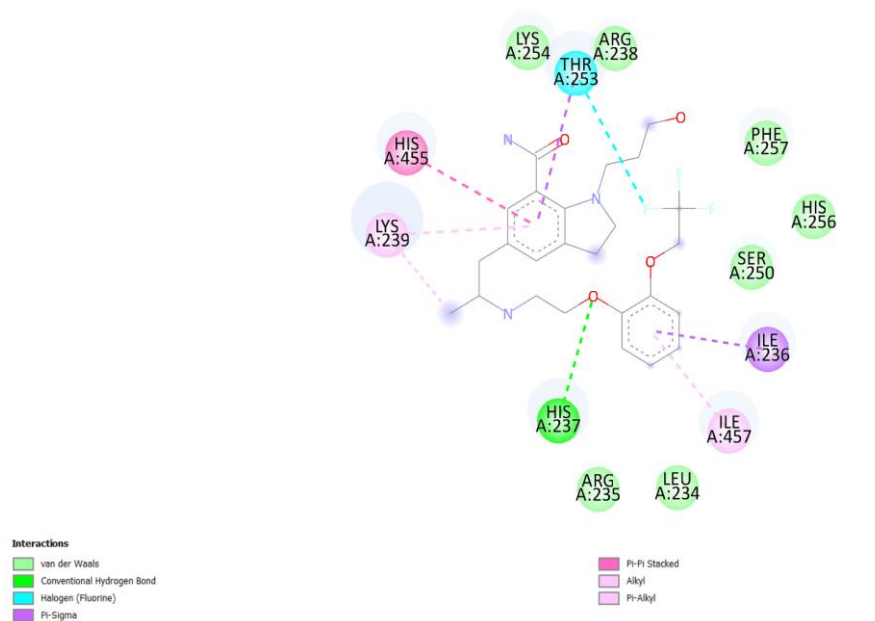 LYS
A:254
ARG
A:238
THR
A:253
O
PHE
A:257
HIS
A:455
N
O
N
F
F
F
HIS
A:256
LYS
A:239
SER
A:250
O
N
O
ILE
A:236
HIS
A:237
ILE
A:457
ARG
A:235
LEU
A:234
Interactions
van der Waals
Conventional Hydrogen Bond
Halogen (Fluorine)
Pi-Sigma
Pi-Pi Stacked
Alkyl
Pi-Alkyl